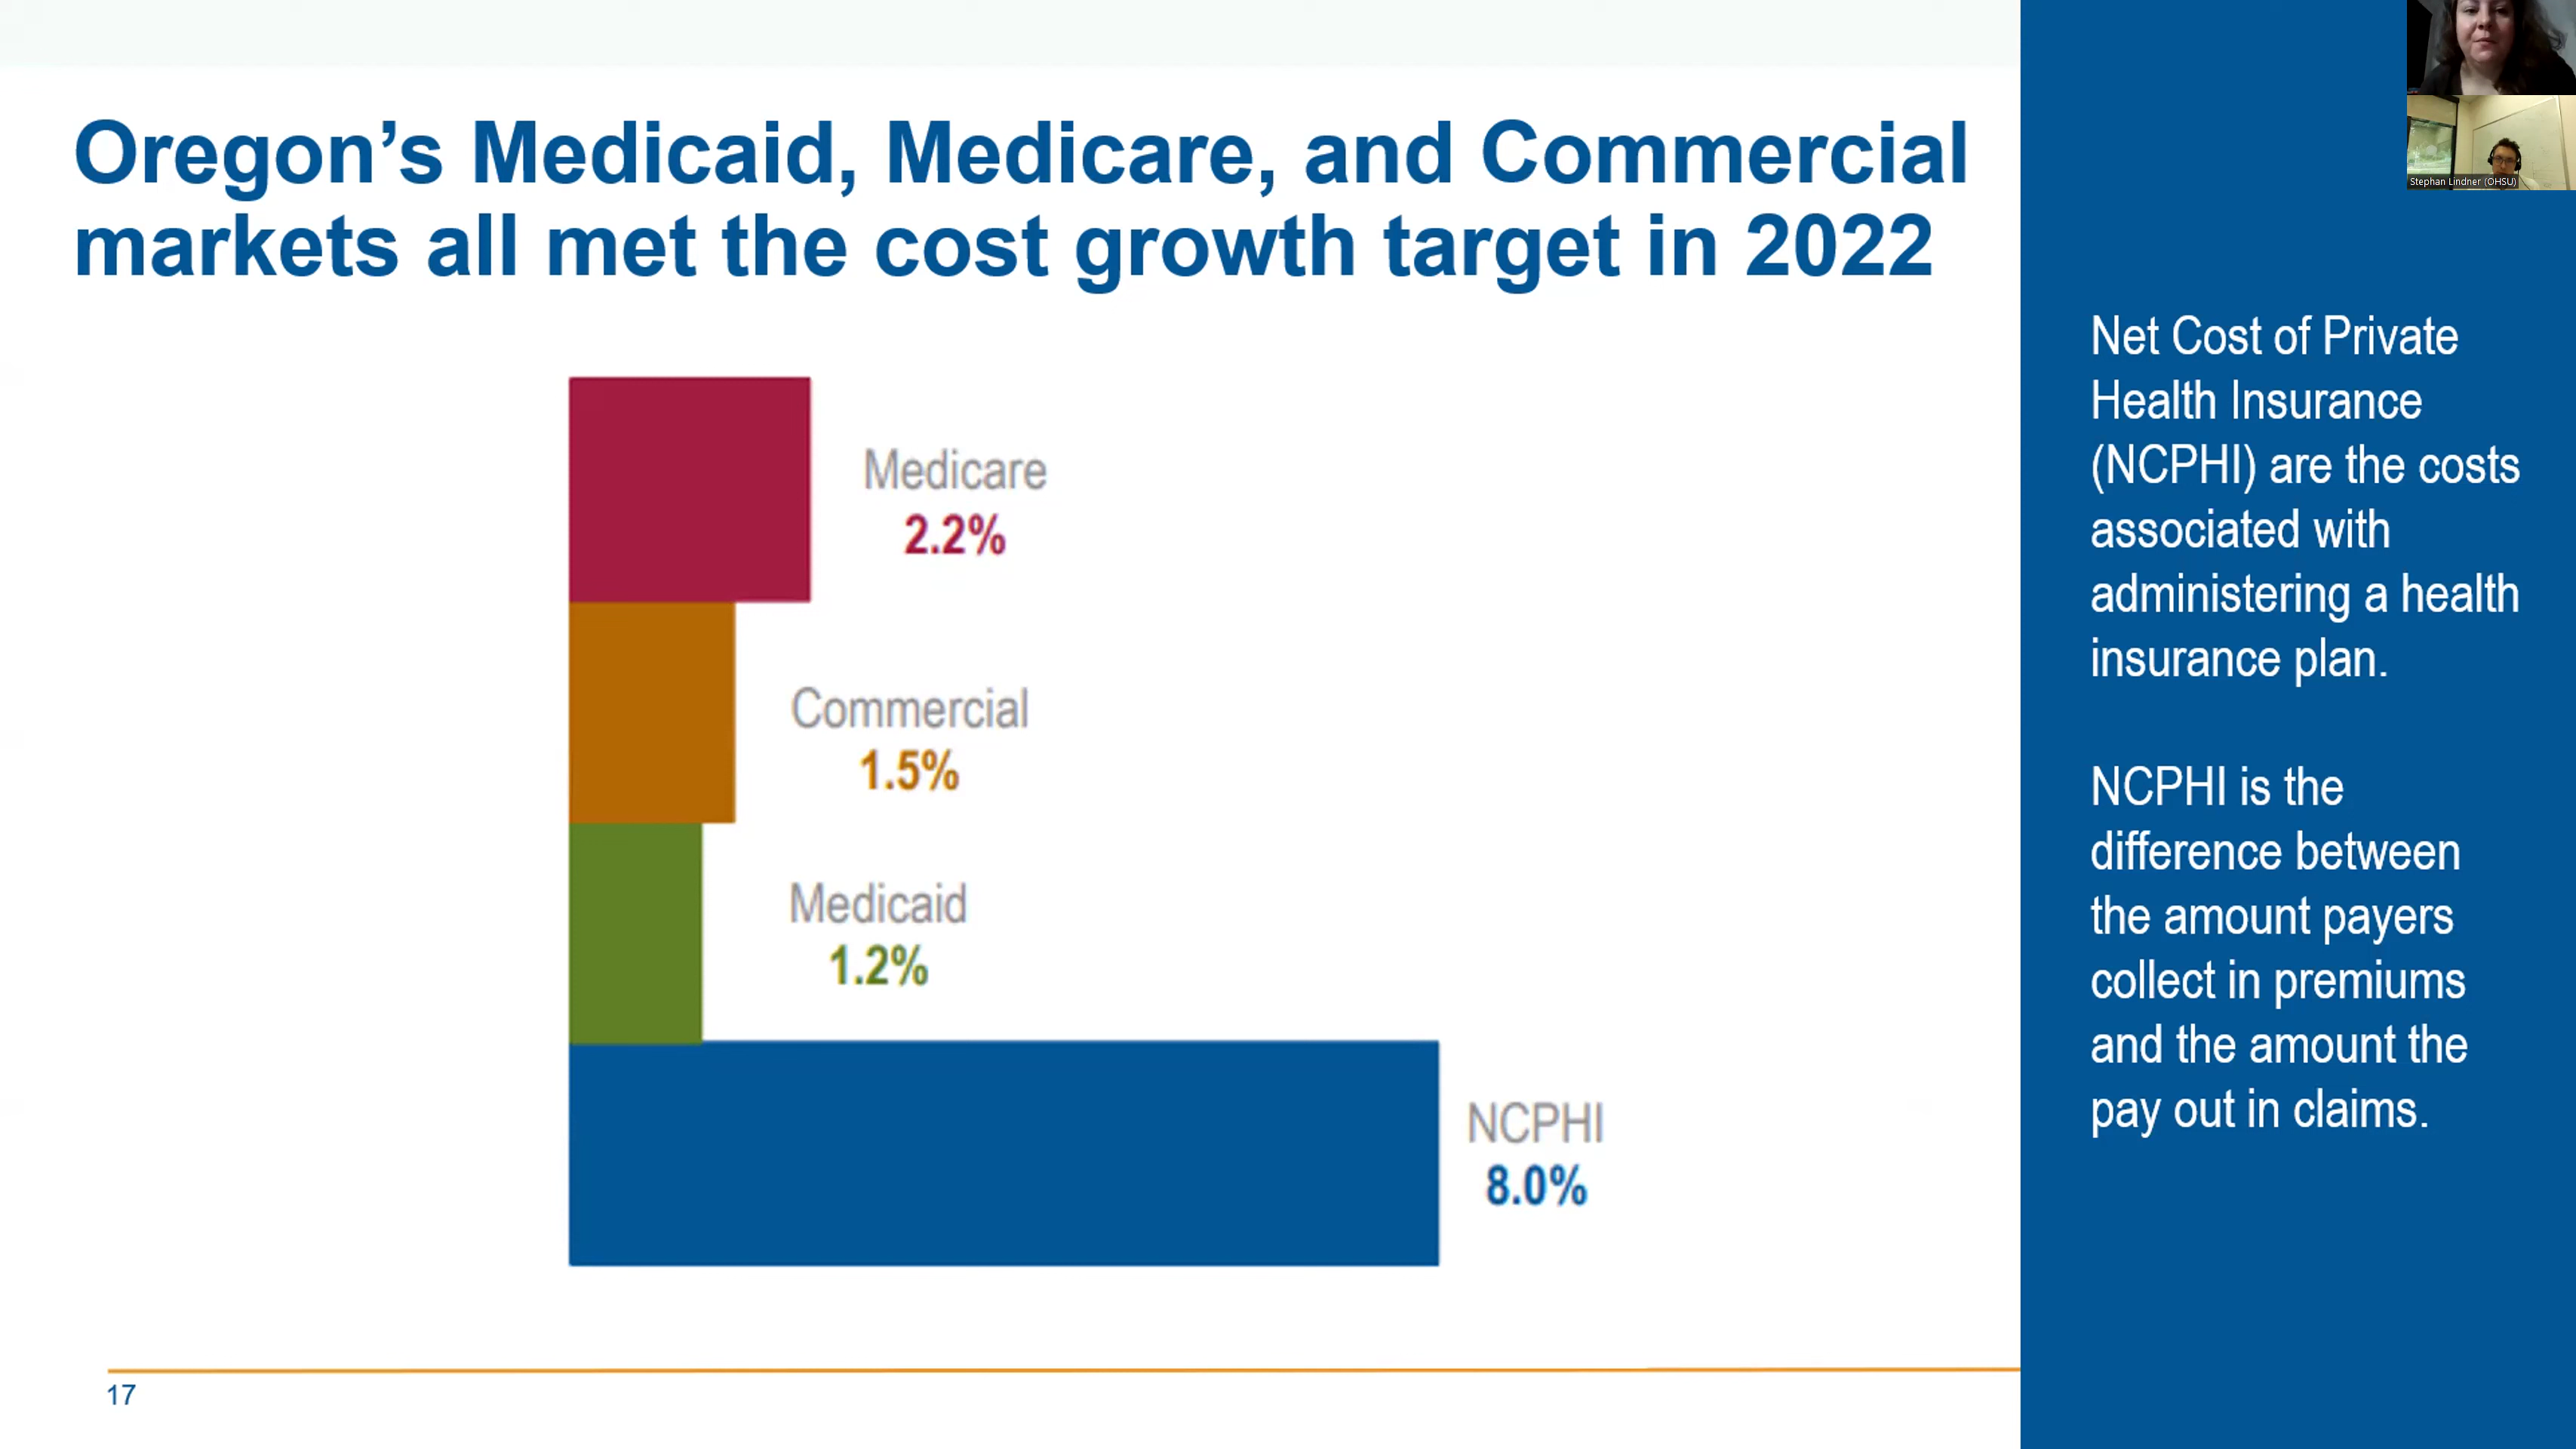 Oregon’s Medicaid, Medicare, and Commercial
markets all met the cost growth target in 2022
Medicare
2.2%
Commercial
1.5%
Medicaid
1.2%
NCPHI
8.0%
17
Stephan Lindner (OHSU)
Net Cost of Private
Health Insurance
(NCPHI) are the costs
associated with
administering a health
insurance plan.
NCPHI is the
difference between
the amount payers
collect in premiums
and the amount the
pay out in claims.